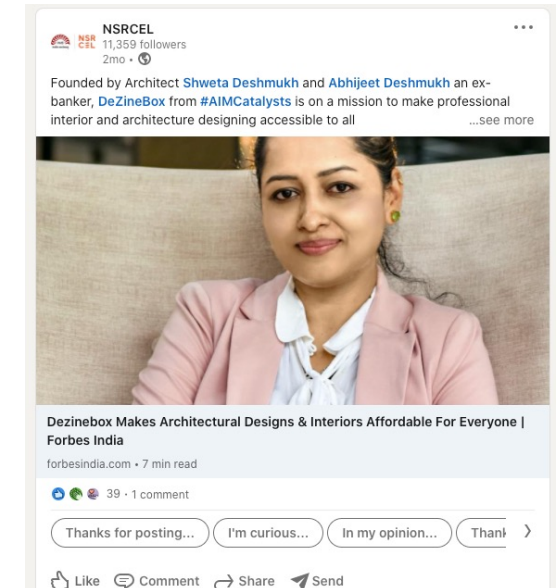 NSRCEL
NSR
CEL
11,359 followers
2mo •
Founded by Architect Shweta Deshmukh and Abhijeet Deshmukh an ex-
banker, DeZineBox from #AIMCatalysts is on a mission to make professional
interior and architecture designing accessible to all ...see more
Dezinebox Makes Architectural Designs & Interiors Affordable For Everyone |
Forbes India
forbesindia.com • 7 min read
39 · 1 comment
Thanks for posting... I'm curious... In my opinion... Thank
Like Comment Share Send